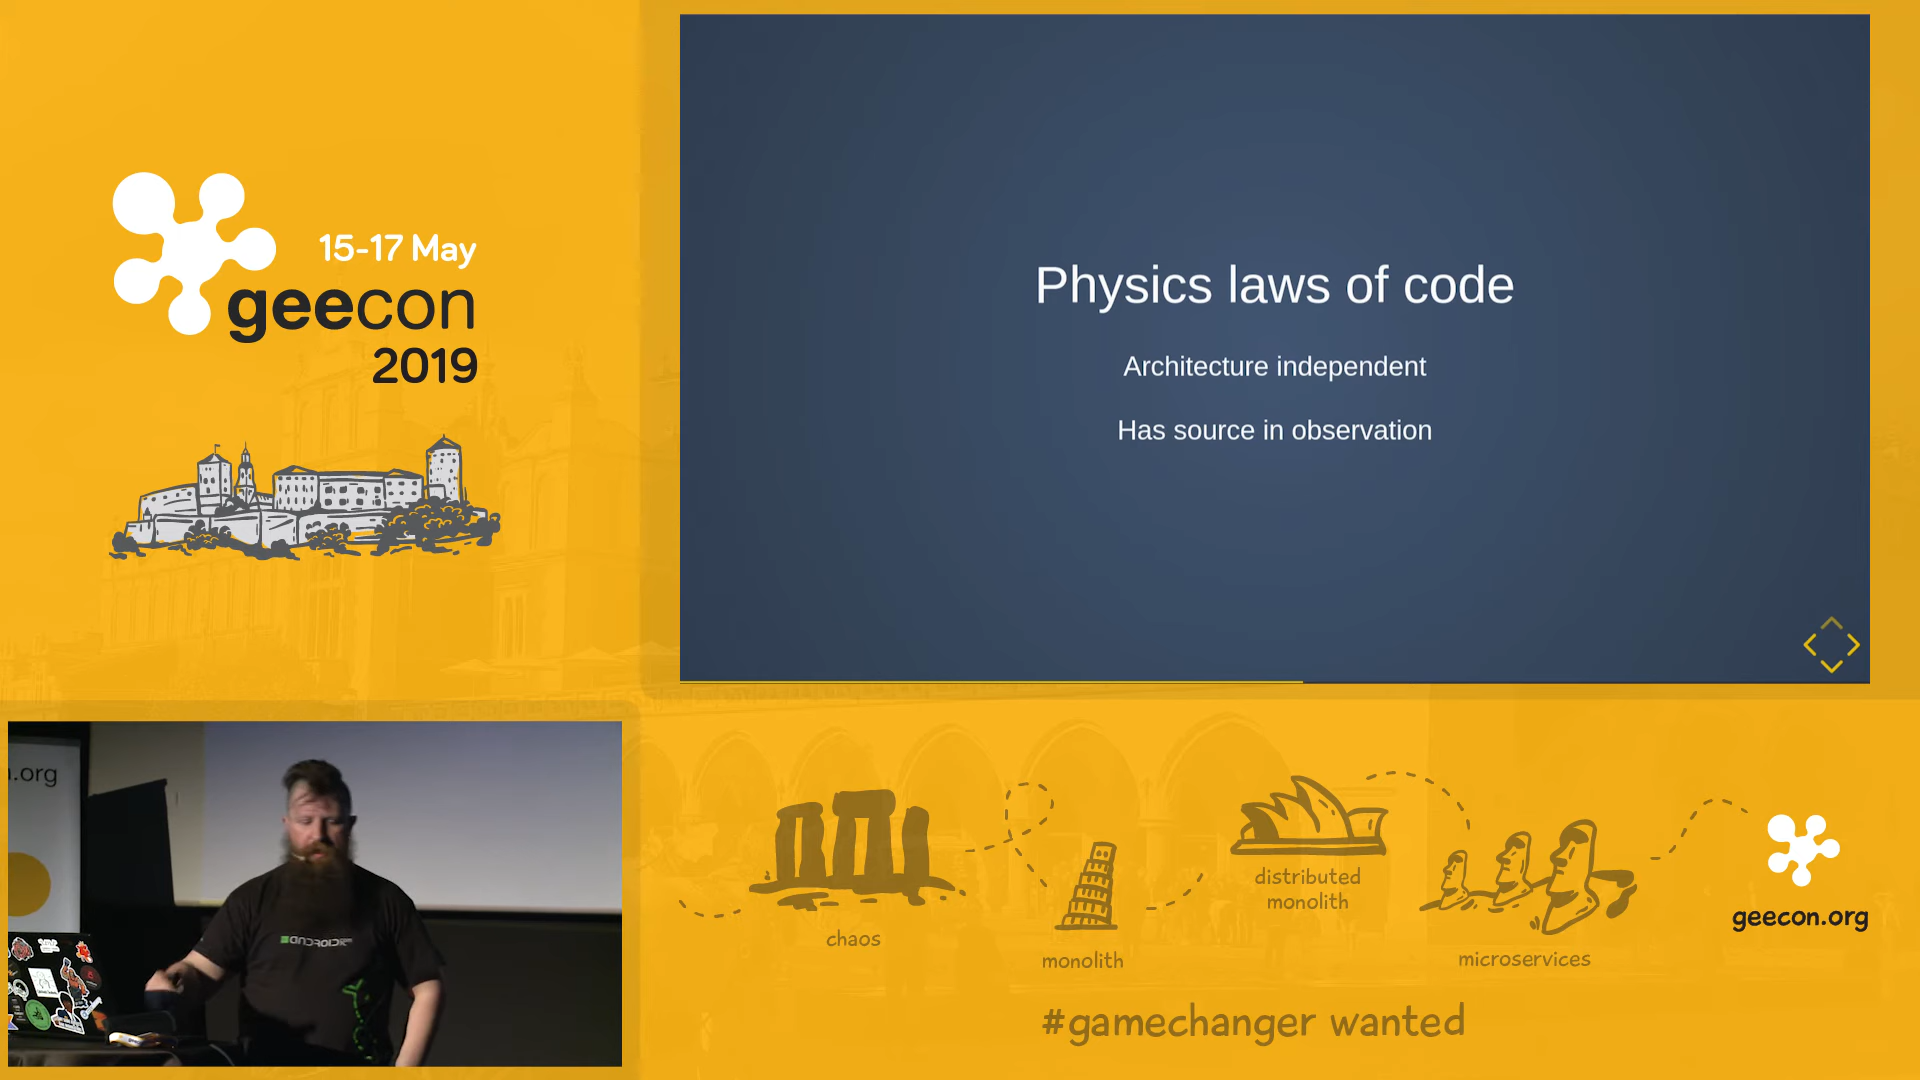 15-17 May
geecon
2019
Physics laws of code
Architecture independent
Has source in observation
.org
ANDROID
chaos
monolith
distributed
monolith
microservices
geecon.org
#gamechanger wanted